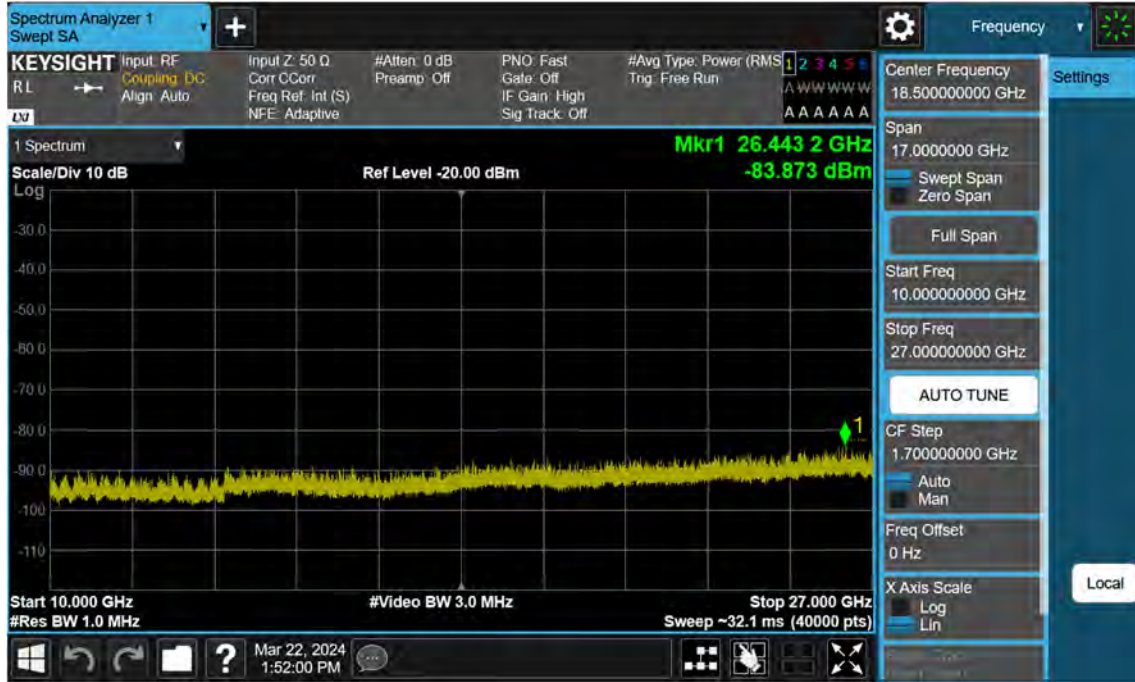 Spectrum Analyzer 1
Swept SA
+
Frequency
KEYSIGHT
R L
LXI
Input: RF
Coupling: DC
Align: Auto
Input Z: 50 Ω
Corr CCorr
Freq Ref: Int (S)
NFE: Adaptive
#Atten: 0 dB
Preamp: Off
PNO: Fast
Gate: Off
IF Gain: High
Sig Track: Off
#Avg Type: Power (RMS
Trig: Free Run
1 2 3 4 5 6
A W W W W W
A A A A A A
1 Spectrum
Scale/Div 10 dB
Log
Ref Level -20.00 dBm
Mkr1 26.443 2 GHz
-83.873 dBm
-30.0
-40.0
-50.0
-60.0
-70.0
-80.0
-90.0
-100
-110
1
Start 10.000 GHz
#Res BW 1.0 MHz
#Video BW 3.0 MHz
Stop 27.000 GHz
Sweep ~32.1 ms (40000 pts)
Center Frequency
18.500000000 GHz
Span
17.0000000 GHz
Swept Span
Zero Span
Full Span
Start Freq
10.000000000 GHz
Stop Freq
27.000000000 GHz
AUTO TUNE
CF Step
1.700000000 GHz
Auto
Man
Freq Offset
0 Hz
X Axis Scale
Log
Lin
Settings
Local
?
Mar 22, 2024
1:52:00 PM